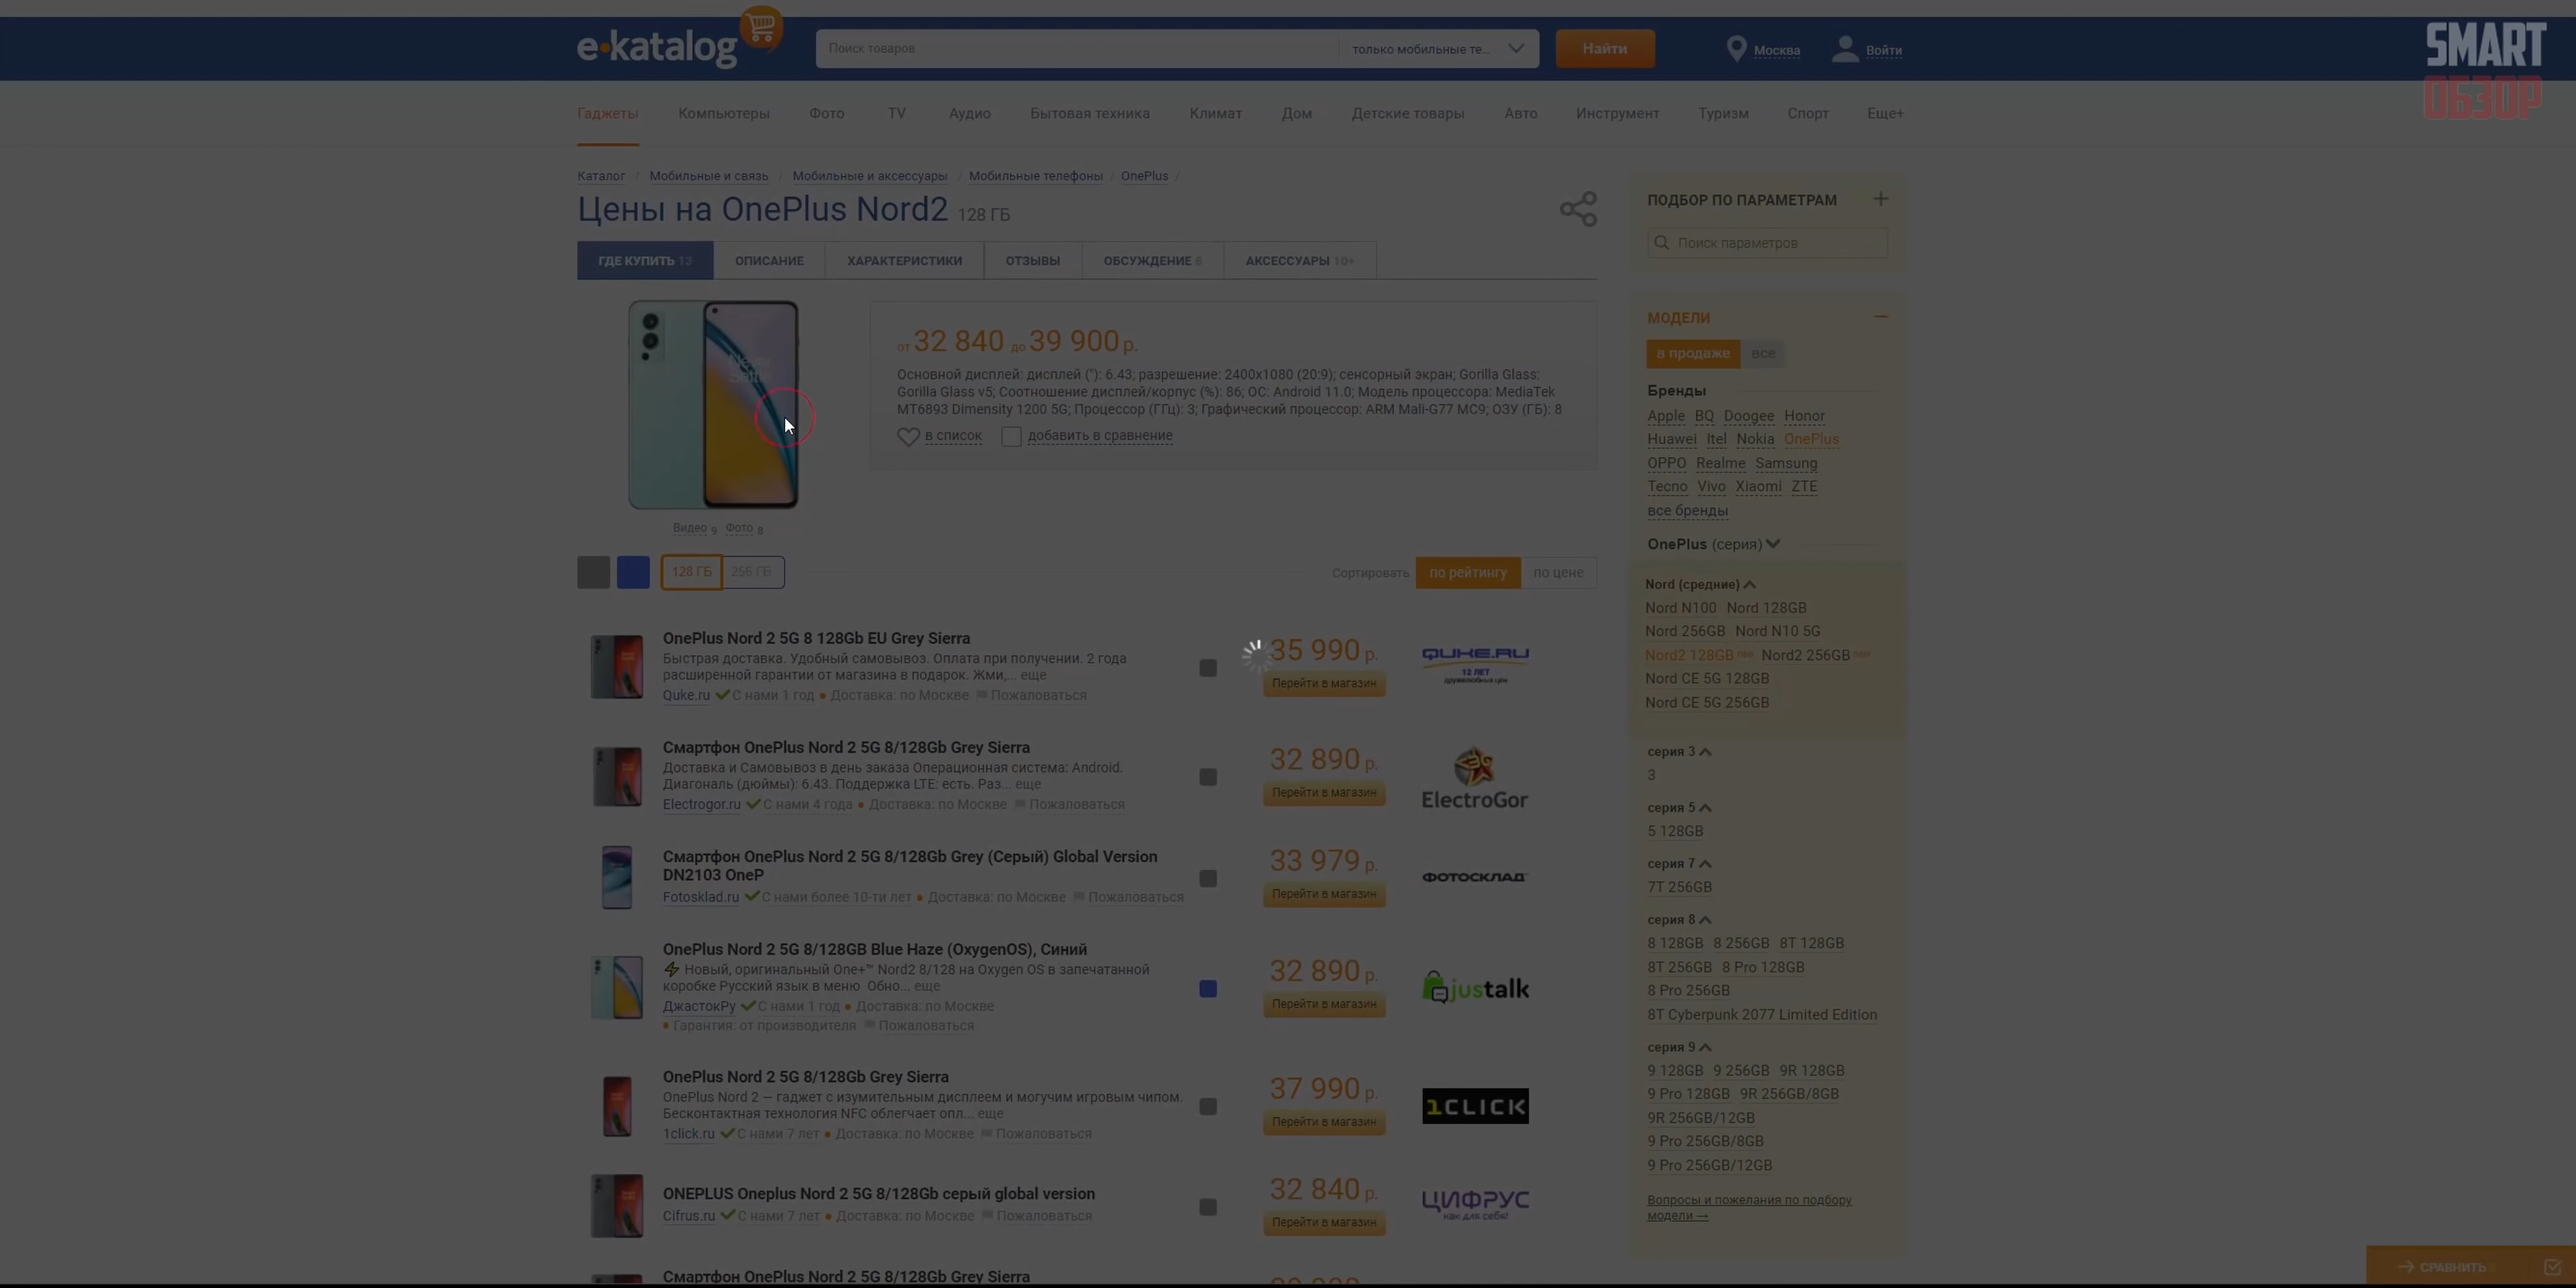 e·katalog
Поиск товаров
только мобильные те...
Найти
Москва
Войти
SMART
ОБЗОР
Гаджеты Компьютеры Фото TV Аудио Бытовая техника Климат Дом Детские товары Авто Инструмент Туризм Спорт Еще+
Каталог / Мобильные и связь / Мобильные и аксессуары / Мобильные телефоны / OnePlus /
Цены на OnePlus Nord2 128 ГБ
ГДЕ КУПИТЬ 13 ОПИСАНИЕ ХАРАКТЕРИСТИКИ ОТЗЫВЫ ОБСУЖДЕНИЕ 6 АКСЕССУАРЫ 10+
от 32 840 до 39 900 р.
Основной дисплей: дисплей ("): 6.43; разрешение: 2400x1080 (20:9); сенсорный экран; Gorilla Glass:
Gorilla Glass v5; Соотношение дисплей/корпус (%): 86; ОС: Android 11.0; Модель процессора: MediaTek
MT6893 Dimensity 1200 5G; Процессор (ГГц): 3; Графический процессор: ARM Mali-G77 MC9; ОЗУ (ГБ): 8
в список добавить в сравнение
Видео 9 Фото 8
128 ГБ 256 ГБ
Сортировать по рейтингу по цене
OnePlus Nord 2 5G 8 128Gb EU Grey Sierra
Быстрая доставка. Удобный самовывоз. Оплата при получении. 2 года
расширенной гарантии от магазина в подарок. Жми,... еще
Quke.ru С нами 1 год • Доставка: по Москве Пожаловаться
35 990 р.
Перейти в магазин
QUKE.RU
12 ЛЕТ
дружелюбных цен
Смартфон OnePlus Nord 2 5G 8/128Gb Grey Sierra
Доставка и Самовывоз в день заказа Операционная система: Android.
Диагональ (дюймы): 6.43. Поддержка LTE: есть. Раз... еще
Electrogor.ru С нами 4 года • Доставка: по Москве Пожаловаться
32 890 р.
Перейти в магазин
ElectroGor
Смартфон OnePlus Nord 2 5G 8/128Gb Grey (Серый) Global Version
DN2103 OneP
Fotosklad.ru С нами более 10-ти лет • Доставка: по Москве Пожаловаться
33 979 р.
Перейти в магазин
ФОТОСКЛАД
OnePlus Nord 2 5G 8/128GB Blue Haze (OxygenOS), Синий
⚡ Новый, оригинальный One+™ Nord2 8/128 на Oxygen OS в запечатанной
коробке Русский язык в меню Обно... еще
ДжастокРу С нами 1 год • Доставка: по Москве
• Гарантия: от производителя Пожаловаться
32 890 р.
Перейти в магазин
justalk
OnePlus Nord 2 5G 8/128Gb Grey Sierra
OnePlus Nord 2 — гаджет с изумительным дисплеем и могучим игровым чипом.
Бесконтактная технология NFC облегчает опл... еще
1click.ru С нами 7 лет • Доставка: по Москве Пожаловаться
37 990 р.
Перейти в магазин
1CLICK
ONEPLUS Oneplus Nord 2 5G 8/128Gb серый global version
Cifrus.ru С нами 7 лет • Доставка: по Москве Пожаловаться
32 840 р.
Перейти в магазин
ЦИФРУС
как для себя!
Смартфон OnePlus Nord 2 5G 8/128Gb Grey Sierra
ПОДБОР ПО ПАРАМЕТРАМ
Поиск параметров
МОДЕЛИ
в продаже все
Бренды
Apple BQ Doogee Honor
Huawei Itel Nokia OnePlus
OPPO Realme Samsung
Tecno Vivo Xiaomi ZTE
все бренды
OnePlus (серия)
Nord (средние)
Nord N100 Nord 128GB
Nord 256GB Nord N10 5G
Nord2 128GB new Nord2 256GB new
Nord CE 5G 128GB
Nord CE 5G 256GB
серия 3
3
серия 5
5 128GB
серия 7
7T 256GB
серия 8
8 128GB 8 256GB 8T 128GB
8T 256GB 8 Pro 128GB
8 Pro 256GB
8T Cyberpunk 2077 Limited Edition
серия 9
9 128GB 9 256GB 9R 128GB
9 Pro 128GB 9R 256GB/8GB
9R 256GB/12GB
9 Pro 256GB/8GB
9 Pro 256GB/12GB
Вопросы и пожелания по подбору
модели →
→ СРАВНИТЬ